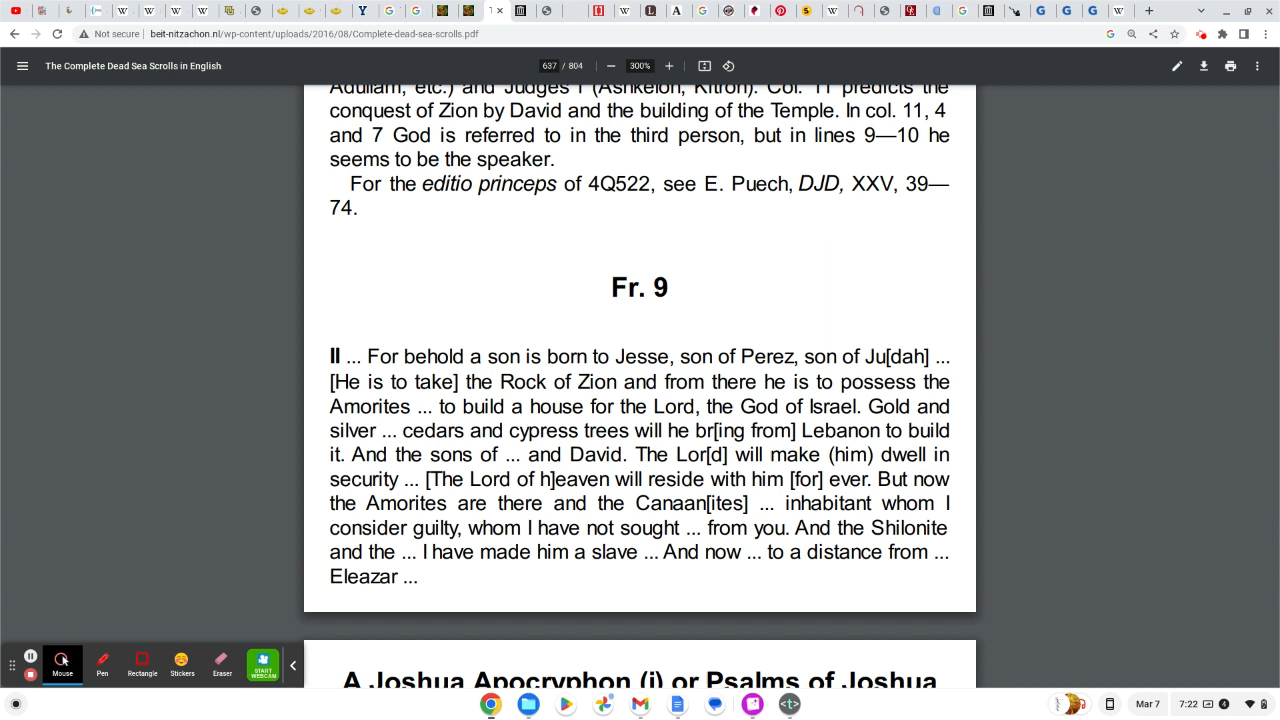 Not secure | beit-nitzachon.nl/wp-content/uploads/2016/08/Complete-dead-sea-scrolls.pdf
The Complete Dead Sea Scrolls in English
637 / 804
300%
Adullam, etc.) and Judges I (Ashkelon, Kitron). Col. 11 predicts the
conquest of Zion by David and the building of the Temple. In col. 11, 4
and 7 God is referred to in the third person, but in lines 9—10 he
seems to be the speaker.
For the editio princeps of 4Q522, see E. Puech, DJD, XXV, 39—
74.
Fr. 9
II ... For behold a son is born to Jesse, son of Perez, son of Ju[dah] ...
[He is to take] the Rock of Zion and from there he is to possess the
Amorites ... to build a house for the Lord, the God of Israel. Gold and
silver ... cedars and cypress trees will he br[ing from] Lebanon to build
it. And the sons of ... and David. The Lor[d] will make (him) dwell in
security ... [The Lord of h]eaven will reside with him [for] ever. But now
the Amorites are there and the Canaan[ites] ... inhabitant whom I
consider guilty, whom I have not sought ... from you. And the Shilonite
and the ... I have made him a slave ... And now ... to a distance from ...
Eleazar ...
A Joshua Apocryphon (i) or Psalms of Joshua
Mouse
Pen
Rectangle
Stickers
Eraser
START
WEBCAM
Mar 7
7:22
4